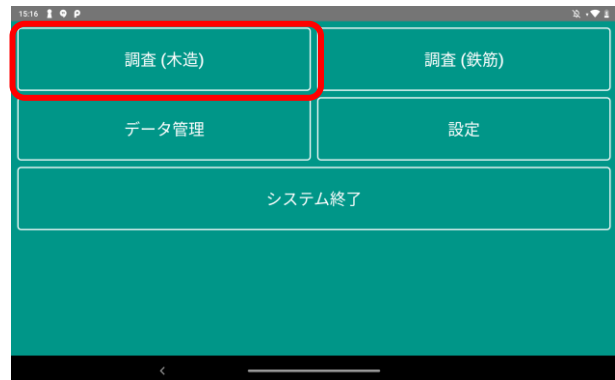 15:16
調査 (木造)
調査 (鉄筋)
データ管理
設定
システム終了